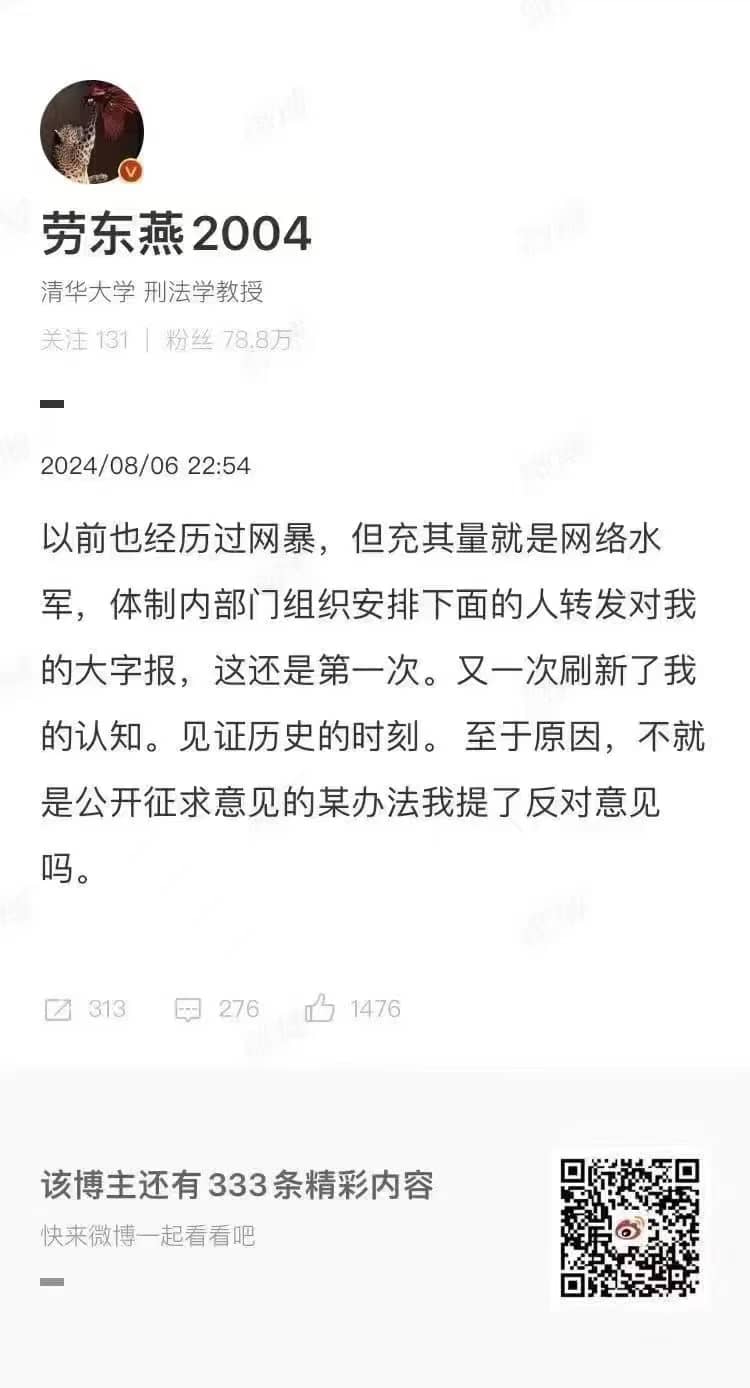 劳东燕2004
清华大学 刑法学教授
关注 131 | 粉丝 78.8万
2024/08/06 22:54
以前也经历过网暴，但充其量就是网络水
军，体制内部门组织安排下面的人转发对我
的大字报，这还是第一次。又一次刷新了我
的认知。见证历史的时刻。 至于原因，不就
是公开征求意见的某办法我提了反对意见
吗。
313 276 1476
该博主还有333条精彩内容
快来微博一起看看吧